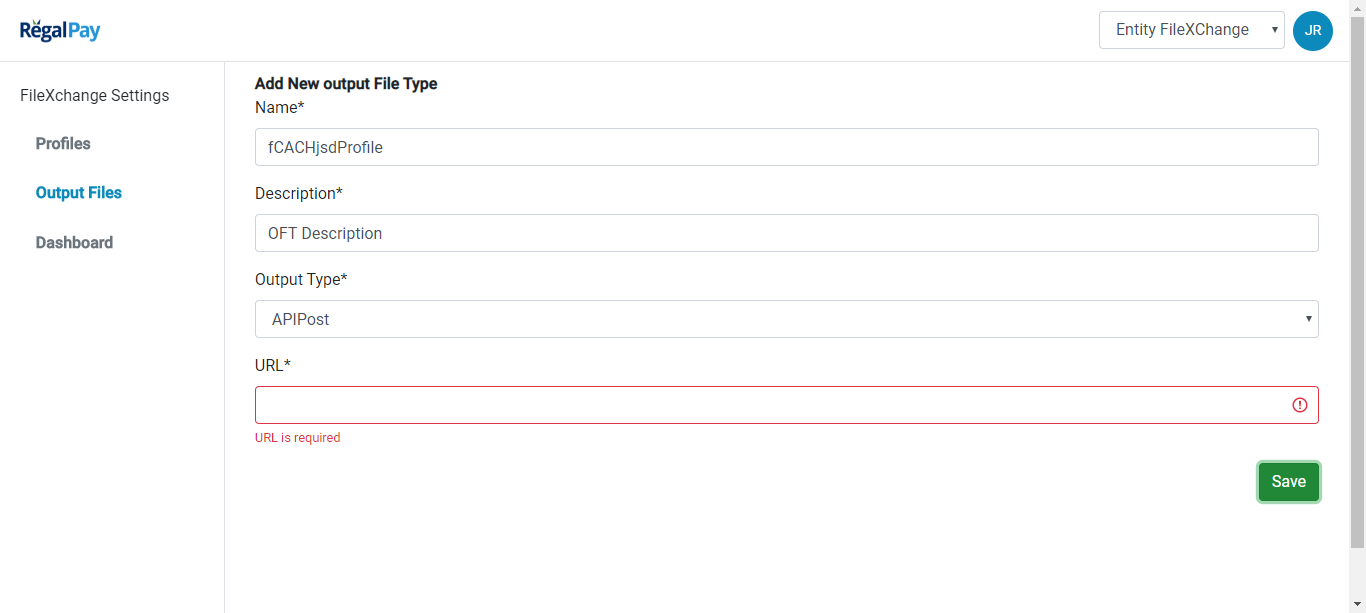 RegalPay
Entity FileXChange
JR
FileXchange Settings
Profiles
Output Files
Dashboard
Add New output File Type
Name*
fCACHjsdProfile
Description*
OFT Description
Output Type*
APIPost
URL*
URL is required
Save